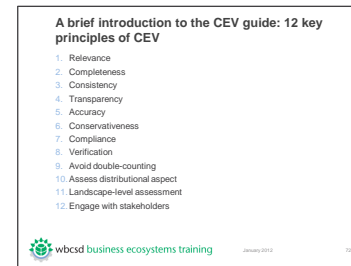 A brief introduction to the CEV guide: 12 key
principles of CEV
1. Relevance
2. Completeness
3. Consistency
4. Transparency
5. Accuracy
6. Conservativeness
7. Compliance
8. Verification
9. Avoid double-counting
10. Assess distributional aspect
11. Landscape-level assessment
12. Engage with stakeholders
wbcsd business ecosystems training
January 2012